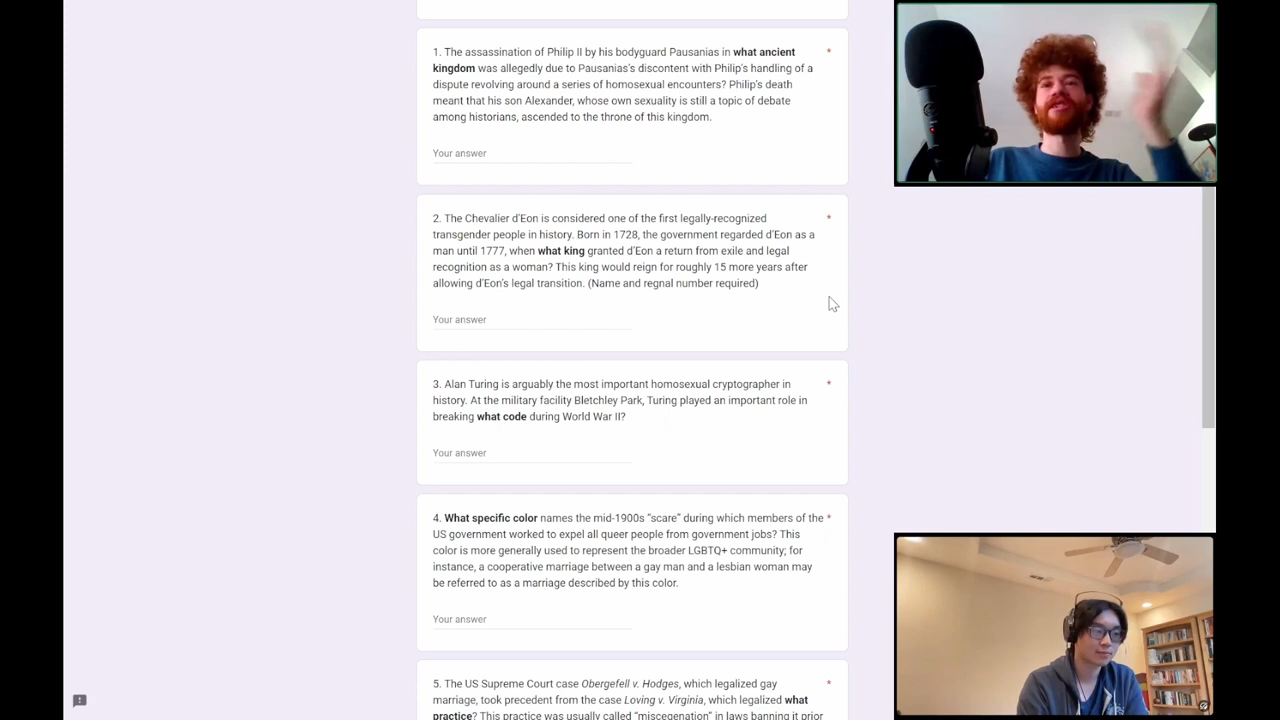 1. The assassination of Philip II by his bodyguard Pausanias in what ancient *
kingdom was allegedly due to Pausanias's discontent with Philip's handling of a
dispute revolving around a series of homosexual encounters? Philip's death
meant that his son Alexander, whose own sexuality is still a topic of debate
among historians, ascended to the throne of this kingdom.
Your answer
2. The Chevalier d'Eon is considered one of the first legally-recognized *
transgender people in history. Born in 1728, the government regarded d'Eon as a
man until 1777, when what king granted d'Eon a return from exile and legal
recognition as a woman? This king would reign for roughly 15 more years after
allowing d'Eon's legal transition. (Name and regnal number required)
Your answer
3. Alan Turing is arguably the most important homosexual cryptographer in *
history. At the military facility Bletchley Park, Turing played an important role in
breaking what code during World War II?
Your answer
4. What specific color names the mid-1900s “scare” during which members of the *
US government worked to expel all queer people from government jobs? This
color is more generally used to represent the broader LGBTQ+ community; for
instance, a cooperative marriage between a gay man and a lesbian woman may
be referred to as a marriage described by this color.
Your answer
5. The US Supreme Court case Obergefell v. Hodges, which legalized gay *
marriage, took precedent from the case Loving v. Virginia, which legalized what
practice? This practice was usually called “miscegenation” in laws banning it prior